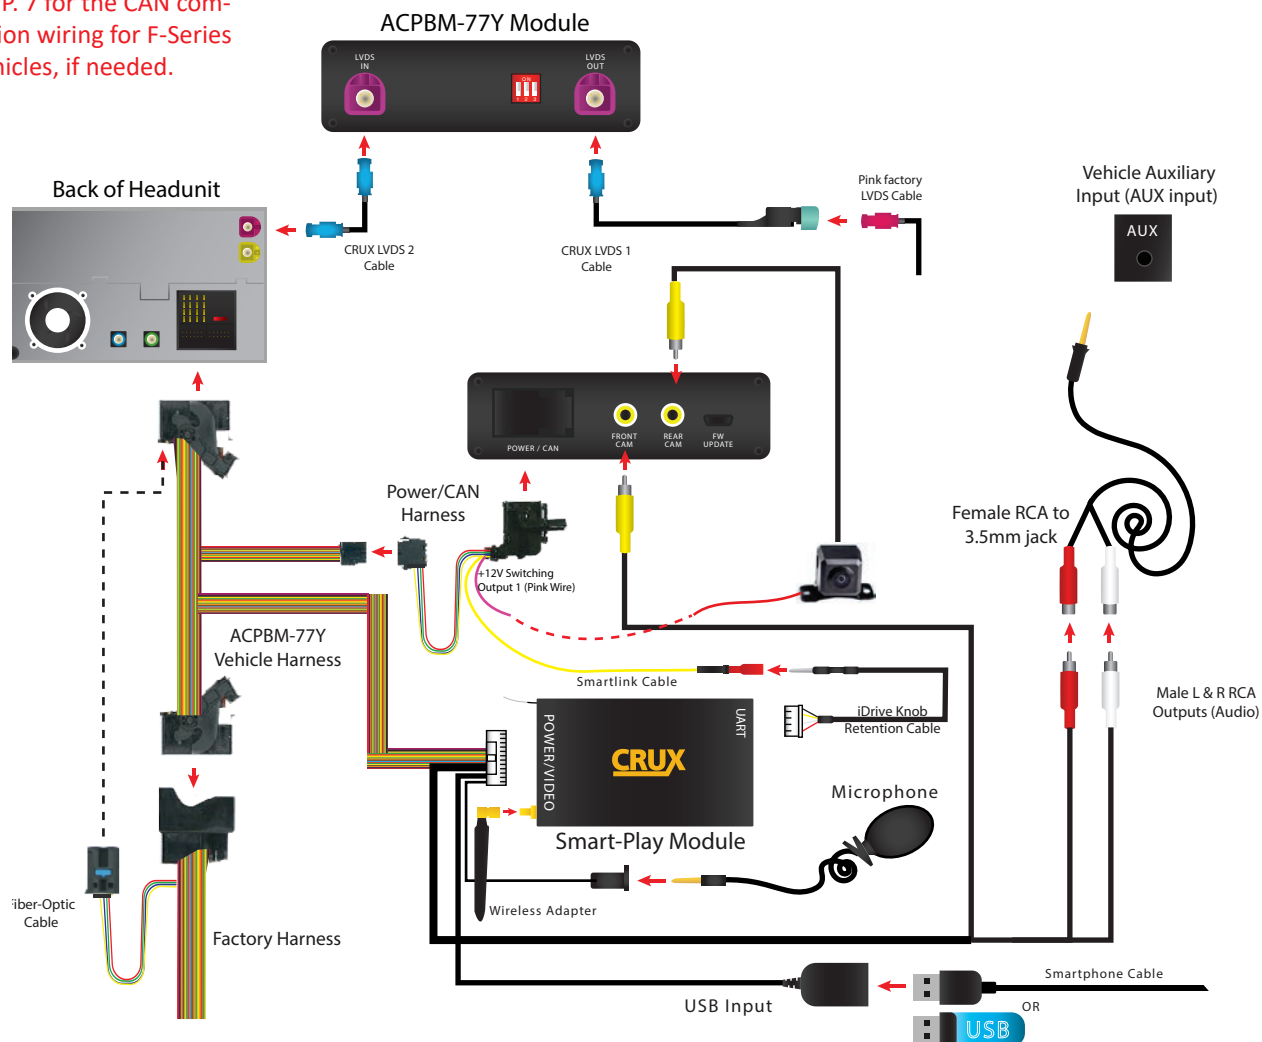 P. 7 for the CAN com-
ion wiring for F-Series
hicles, if needed.
ACPBM-77Y Module
LVDS
IN
ON
1 2 3
LVDS
OUT
Back of Headunit
CRUX LVDS 2
Cable
CRUX LVDS 1
Cable
Pink factory
LVDS Cable
Vehicle Auxiliary
Input (AUX input)
AUX
POWER / CAN
FRONT
CAM
REAR
CAM
FW
UPDATE
Power/CAN
Harness
+12V Switching
Output 1 (Pink Wire)
Female RCA to
3.5mm jack
ACPBM-77Y
Vehicle Harness
Smartlink Cable
iDrive Knob
Retention Cable
Male L & R RCA
Outputs (Audio)
POWER/VIDEO
UART
CRUX
Smart-Play Module
Microphone
Wireless Adapter
iber-Optic
Cable
Factory Harness
USB Input
Smartphone Cable
OR
USB